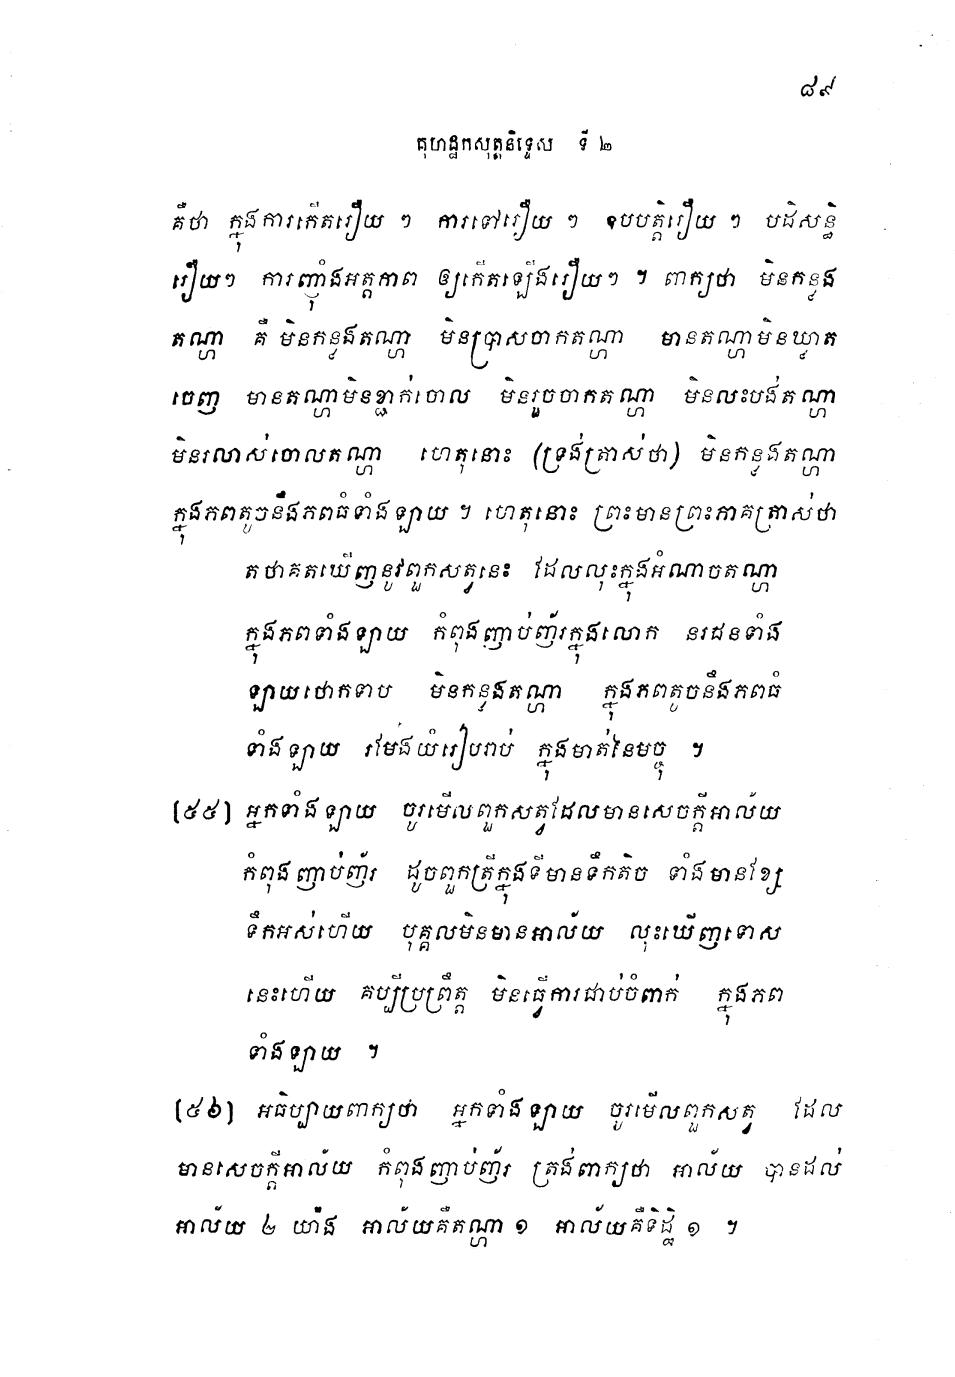 ៨៩
គុហដ្ឋកសុត្តនិទ្ទេស ទី ២
គឺថា ក្នុងការកើតរឿយ ៗ ការទៅរឿយ ៗ ឧបបត្តិរឿយ ៗ បដិសន្ធិ
រឿយៗ ការញុំាងអត្តភាព ឲ្យកើតឡើងរឿយៗ ។ ពាក្យថា មិនកន្ទង
តណ្ហា គឺ មិនកន្ទងតណ្ហា មិនប្រាសចាកតណ្ហា មានតណ្ហាមិនឃ្វាត
ចេញ មានតណ្ហាមិនខ្ជាក់ចោល មិនរួចចាកតណ្ហា មិនលះបង់តណ្ហា
មិនរលាស់ចោលតណ្ហា ហេតុនោះ (ទ្រង់ត្រាស់ថា) មិនកន្ទងតណ្ហា
ក្នុងភពតូចនឹងភពធំទាំងឡាយ ។ ហេតុនោះ ព្រះមានព្រះភាគត្រាស់ថា
តថាគតឃើញនូវពួកសត្វនេះ ដែលលុះក្នុងអំណាចតណ្ហា
ក្នុងភពទាំងឡាយ កំពុងញាប់ញ័រក្នុងលោក នរជនទាំង
ឡាយថោកទាប មិនកន្ទងតណ្ហា ក្នុងភពតូចនឹងភពធំ
ទាំងឡាយ រមែងយំរៀបរាប់ ក្នុងមាត់នៃមច្ចុ ។
(៥៥) អ្នកទាំងឡាយ ចូរមើលពួកសត្វដែលមានសេចក្តីអាល័យ
កំពុងញាប់ញ័រ ដូចពួកត្រីក្នុងទីមានទឹកតិច ទាំងមានខ្សែ
ទឹកអស់ហើយ បុគ្គលមិនមានអាល័យ លុះឃើញទោស
នេះហើយ គប្បីប្រព្រឹត្ត មិនធ្វើការជាប់ចំពាក់ ក្នុងភព
ទាំងឡាយ ។
(៥៦) អធិប្បាយពាក្យថា អ្នកទាំងឡាយ ចូរមើលពួកសត្វ ដែល
មានសេចក្តីអាល័យ កំពុងញាប់ញ័រ ត្រង់ពាក្យថា អាល័យ បានដល់
អាល័យ ២ យ៉ាង អាល័យគឺតណ្ហា ១ អាល័យគឺទិដ្ឋិ ១ ។